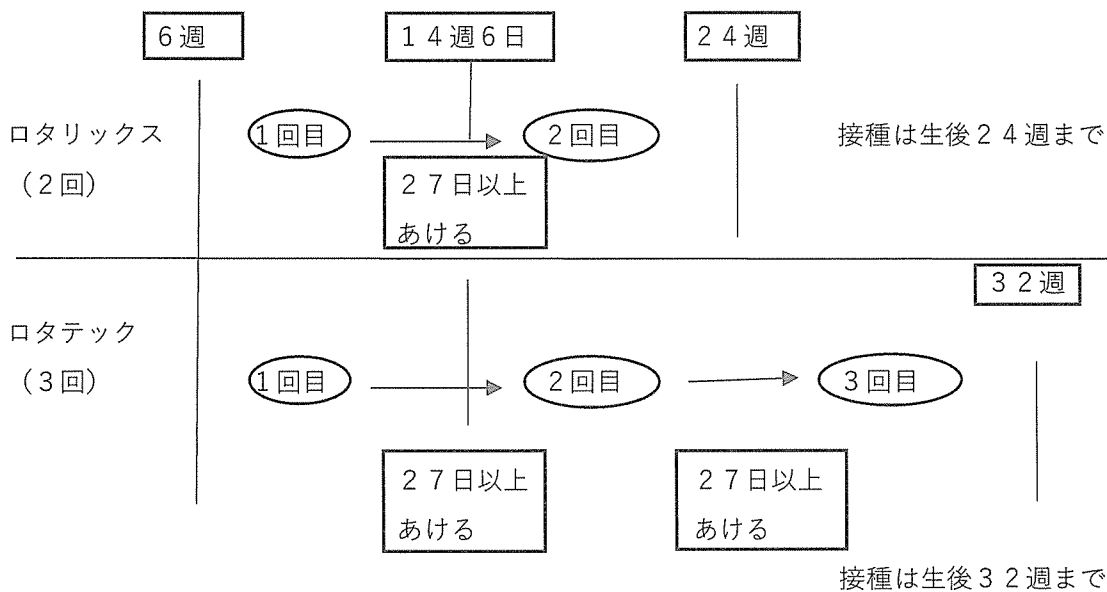 ６週
１４週６日
２４週
ロタリックス
（２回）
１回目
２回目
接種は生後２４週まで
２７日以上
あける
３２週
ロタテック
（３回）
１回目
２回目
３回目
２７日以上
あける
２７日以上
あける
接種は生後３２週まで